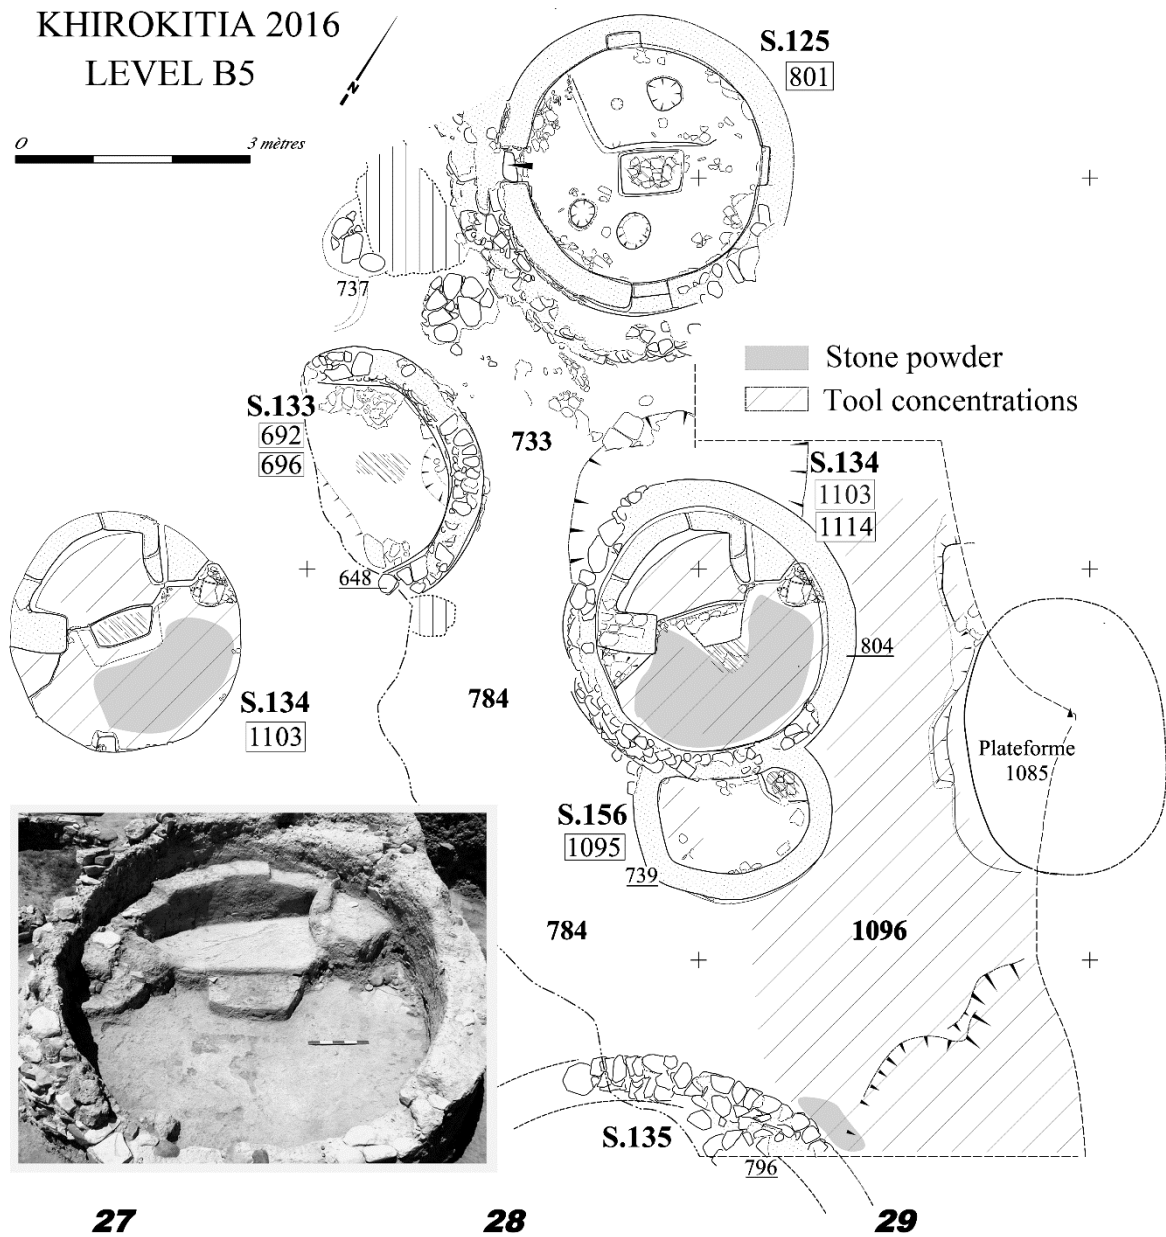 KHIROKITIA 2016
LEVEL B5
N
0 3 mètres
S.125
801
737
Stone powder
Tool concentrations
S.133
692
696
733
S.134
1103
1114
648
804
784
S.134
1103
Plateforme
1085
S.156
1095
739
784
1096
S.135
796
27 28 29